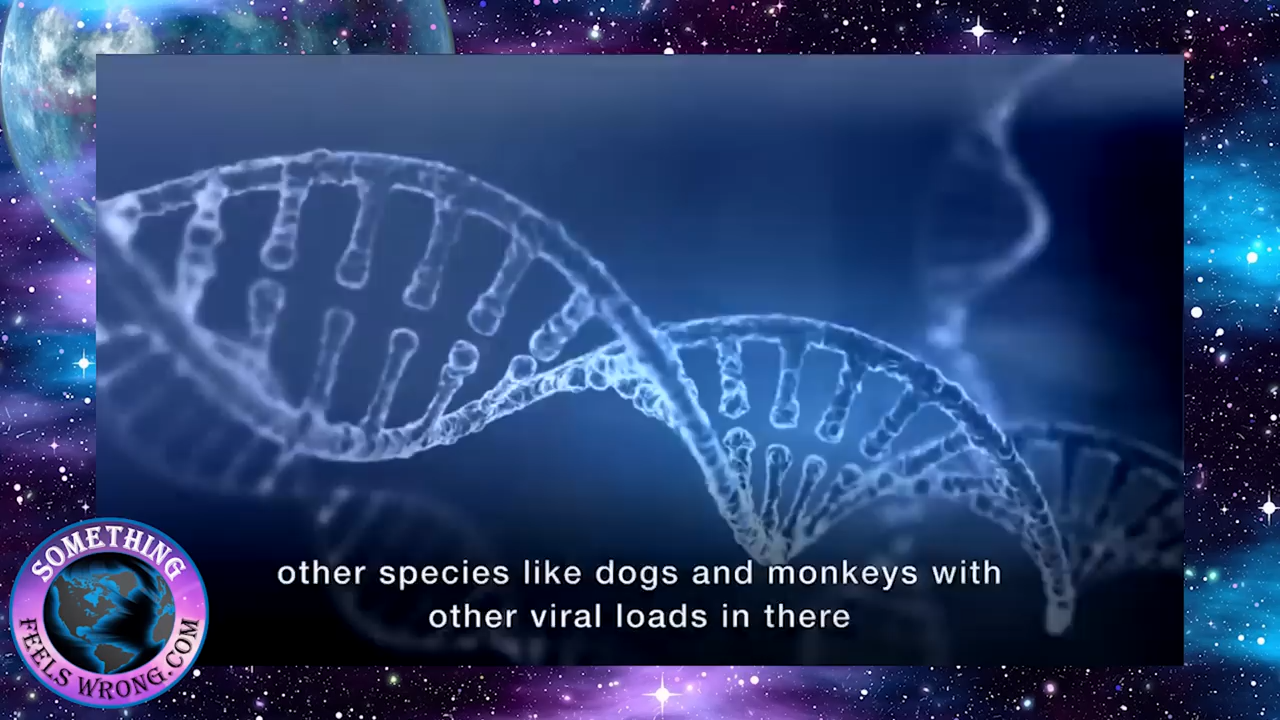 other species like dogs and monkeys with
other viral loads in there
SOMETHING
FEELS WRONG.COM